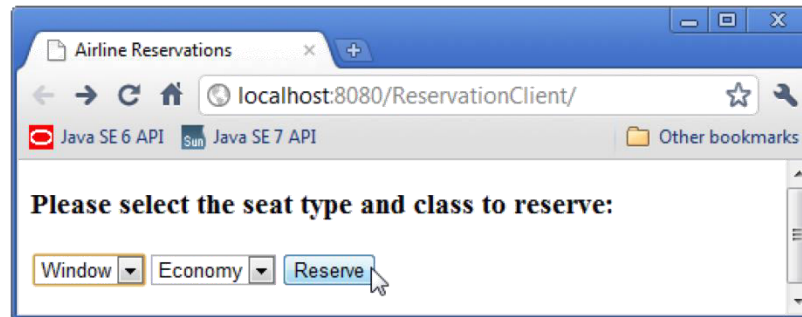 Airline Reservations
localhost:8080/ReservationClient/
Java SE 6 API Sun Java SE 7 API Other bookmarks
Please select the seat type and class to reserve:
Window Economy Reserve